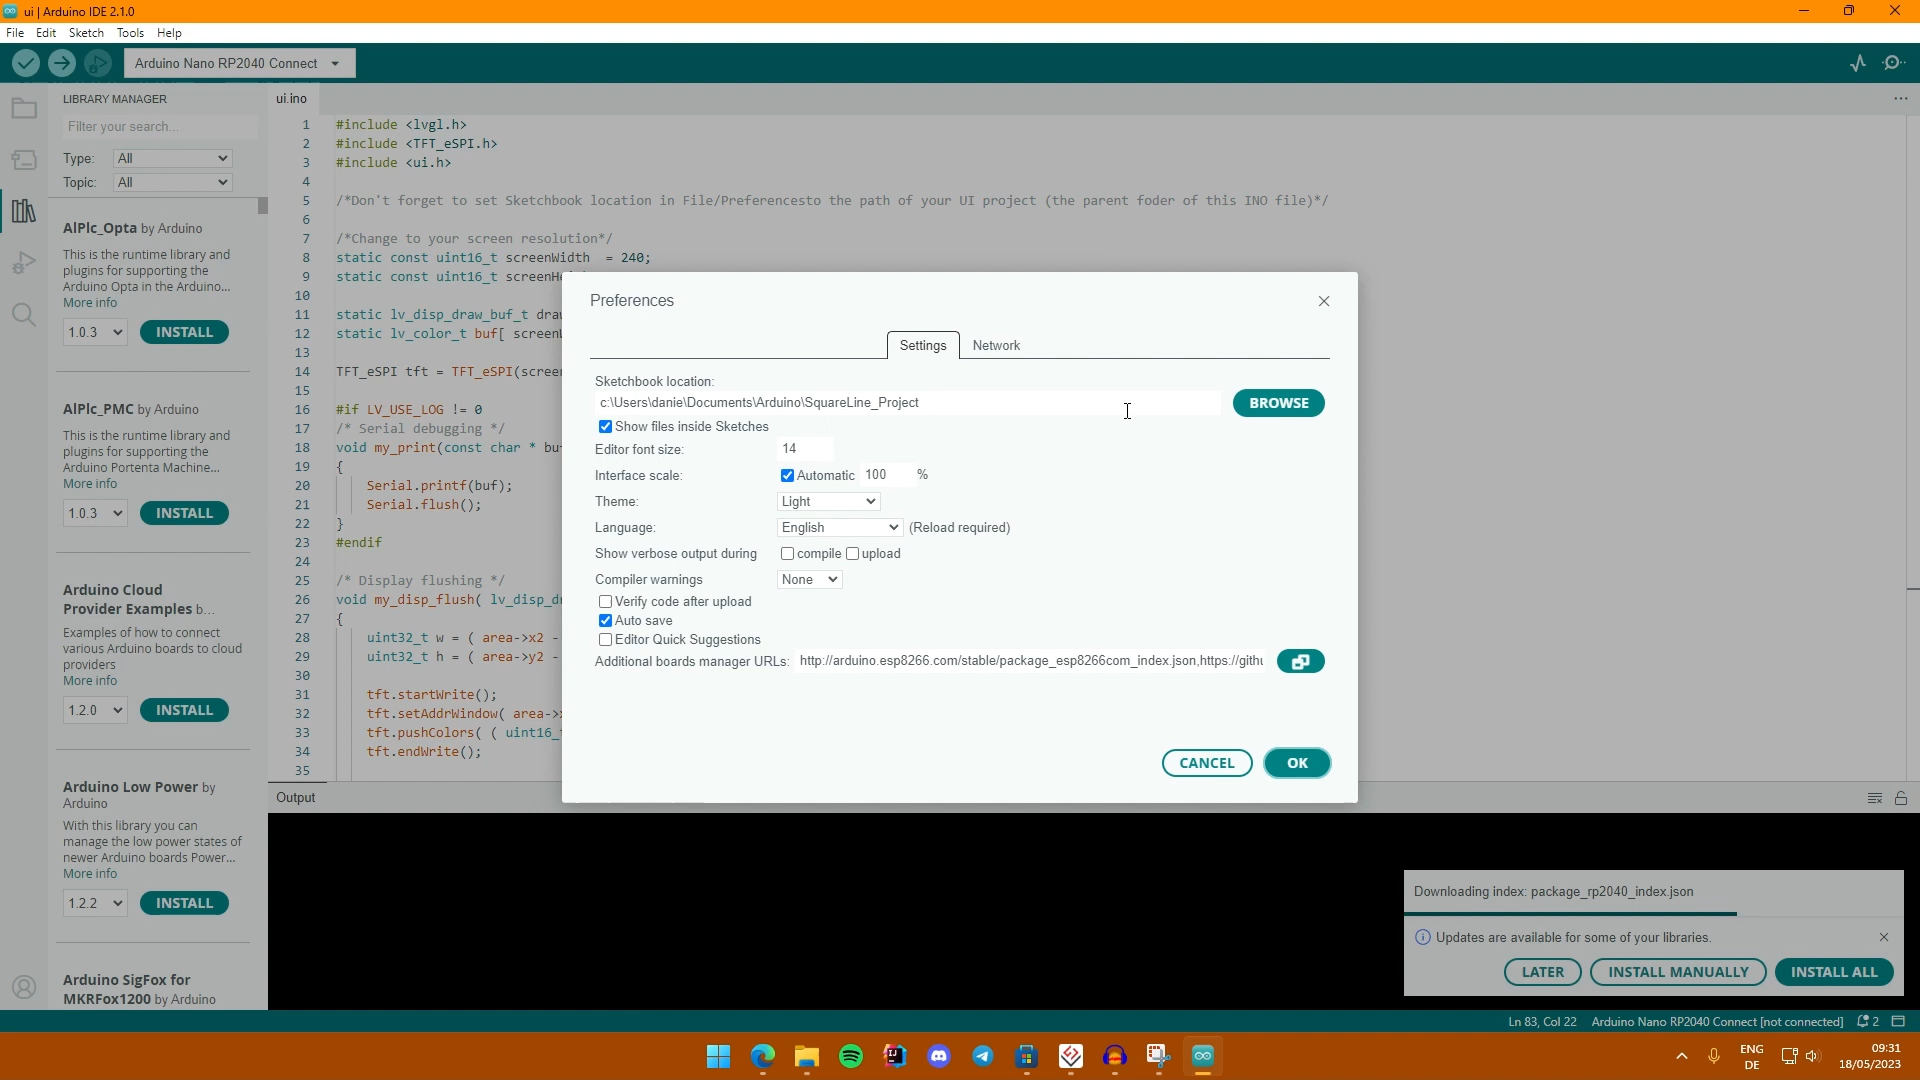 ui | Arduino IDE 2.1.0
File Edit Sketch Tools Help
Arduino Nano RP2040 Connect
LIBRARY MANAGER
Filter your search...
Type: All
Topic: All
AlPlc_Opta by Arduino
This is the runtime library and
plugins for supporting the
Arduino Opta in the Arduino...
More info
1.0.3 INSTALL
AlPlc_PMC by Arduino
This is the runtime library and
plugins for supporting the
Arduino Portenta Machine...
More info
1.0.3 INSTALL
Arduino Cloud
Provider Examples b...
Examples of how to connect
various Arduino boards to cloud
providers
More info
1.2.0 INSTALL
Arduino Low Power by
Arduino
With this library you can
manage the low power states of
newer Arduino boards Power...
More info
1.2.2 INSTALL
Arduino SigFox for
MKRFox1200 by Arduino
ui.ino
1 #include <lvgl.h>
2 #include <TFT_eSPI.h>
3 #include <ui.h>
4
5 /*Don't forget to set Sketchbook location in File/Preferencesto the path of your UI project (the parent foder of this INO file)*/
6
7 /*Change to your screen resolution*/
8 static const uint16_t screenWidth = 240;
9 static const uint16_t
10
11 static lv_disp_draw_buf_t
12 static lv_color_t buf[
13
14 TFT_eSPI tft =
15
16 #if LV_USE_LOG != 0
17 /* Serial debugging */
18 void my_print(const char *
19 {
20 Serial.printf(buf);
21 Serial.flush();
22 }
23 #endif
24
25 /* Display flushing */
26 void my_disp_flush(
27 {
28 uint32_t w = ( area->x2 -
29 uint32_t h = ( area->y2 -
30
31 tft.startWrite();
32 tft.setAddrWindow(
33 tft.pushColors( (
34 tft.endWrite();
35
Preferences
Settings Network
Sketchbook location:
c:\Users\danie\Documents\Arduino\SquareLine_Project BROWSE
Show files inside Sketches
Editor font size: 14
Interface scale: Automatic 100 %
Theme: Light
Language: English (Reload required)
Show verbose output during compile upload
Compiler warnings None
Verify code after upload
Auto save
Editor Quick Suggestions
Additional boards manager URLs: http://arduino.esp8266.com/stable/package_esp8266com_index.json,https://githu
CANCEL OK
Output
Downloading index: package_rp2040_index.json
Updates are available for some of your libraries.
LATER INSTALL MANUALLY INSTALL ALL
Ln 83, Col 22 Arduino Nano RP2040 Connect [not connected] 2
ENG
DE
09:31
18/05/2023